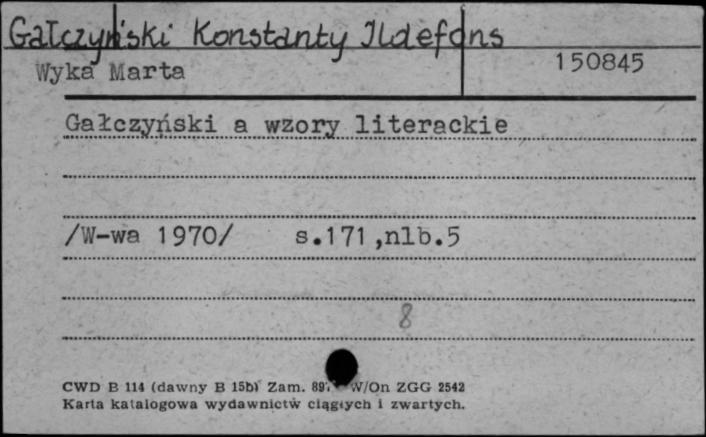 Gałczyński Konstanty Ildefons
Wyka Marta 150845
Gałczyński a wzory literackie
/W-wa 1970/ s.171,nlb.5
8
CWD B 114 (dawny B 15b) Zam. W/On ZGG 2542
Karta katalogowa wydawnictw ciągłych i zwartych.